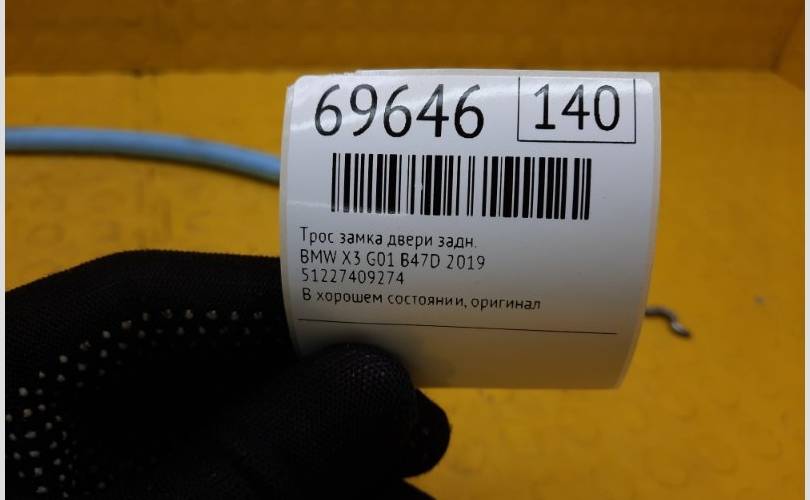 69646 140
Трос замка двери задн.
BMW X3 G01 B47D 2019
51227409274
В хорошем состоянии, оригинал